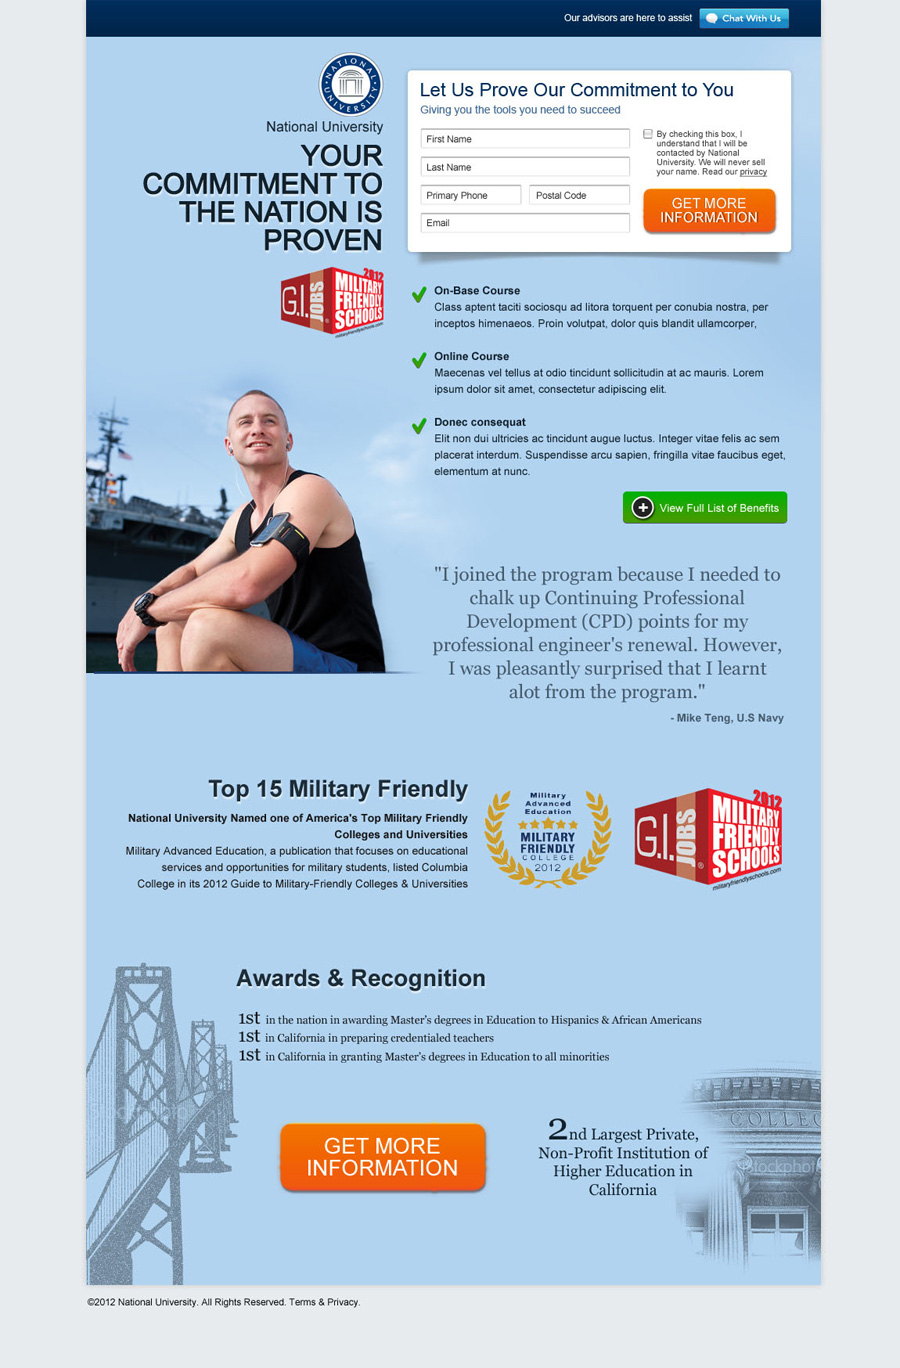 Our advisors are here to assist
Chat With Us
NATIONAL UNIVERSITY
National University
YOUR
COMMITMENT TO
THE NATION IS
PROVEN
G.I. JOBS
2012
MILITARY
FRIENDLY
SCHOOLS
militaryfriendlyschools.com
Let Us Prove Our Commitment to You
Giving you the tools you need to succeed
First Name
Last Name
Primary Phone
Postal Code
Email
By checking this box, I
understand that I will be
contacted by National
University. We will never sell
your name. Read our privacy
GET MORE
INFORMATION
On-Base Course
Class aptent taciti sociosqu ad litora torquent per conubia nostra, per
inceptos himenaeos. Proin volutpat, dolor quis blandit ullamcorper,
Online Course
Maecenas vel tellus at odio tincidunt sollicitudin at ac mauris. Lorem
ipsum dolor sit amet, consectetur adipiscing elit.
Donec consequat
Elit non dui ultricies ac tincidunt augue luctus. Integer vitae felis ac sem
placerat interdum. Suspendisse arcu sapien, fringilla vitae faucibus eget,
elementum at nunc.
View Full List of Benefits
"I joined the program because I needed to
chalk up Continuing Professional
Development (CPD) points for my
professional engineer's renewal. However,
I was pleasantly surprised that I learnt
alot from the program."
- Mike Teng, U.S Navy
Top 15 Military Friendly
National University Named one of America's Top Military Friendly
Colleges and Universities
Military Advanced Education, a publication that focuses on educational
services and opportunities for military students, listed Columbia
College in its 2012 Guide to Military-Friendly Colleges & Universities
Military
Advanced
Education
MILITARY
FRIENDLY
COLLEGE
2012
G.I. JOBS ®
2012
MILITARY
FRIENDLY
SCHOOLS
militaryfriendlyschools.com
Awards & Recognition
1st in the nation in awarding Master's degrees in Education to Hispanics & African Americans
1st in California in preparing credentialed teachers
1st in California in granting Master's degrees in Education to all minorities
iStockphoto
COLLEG
GET MORE
INFORMATION
2nd Largest Private,
Non-Profit Institution of
Higher Education in
California
iStockphoto
©2012 National University. All Rights Reserved. Terms & Privacy.